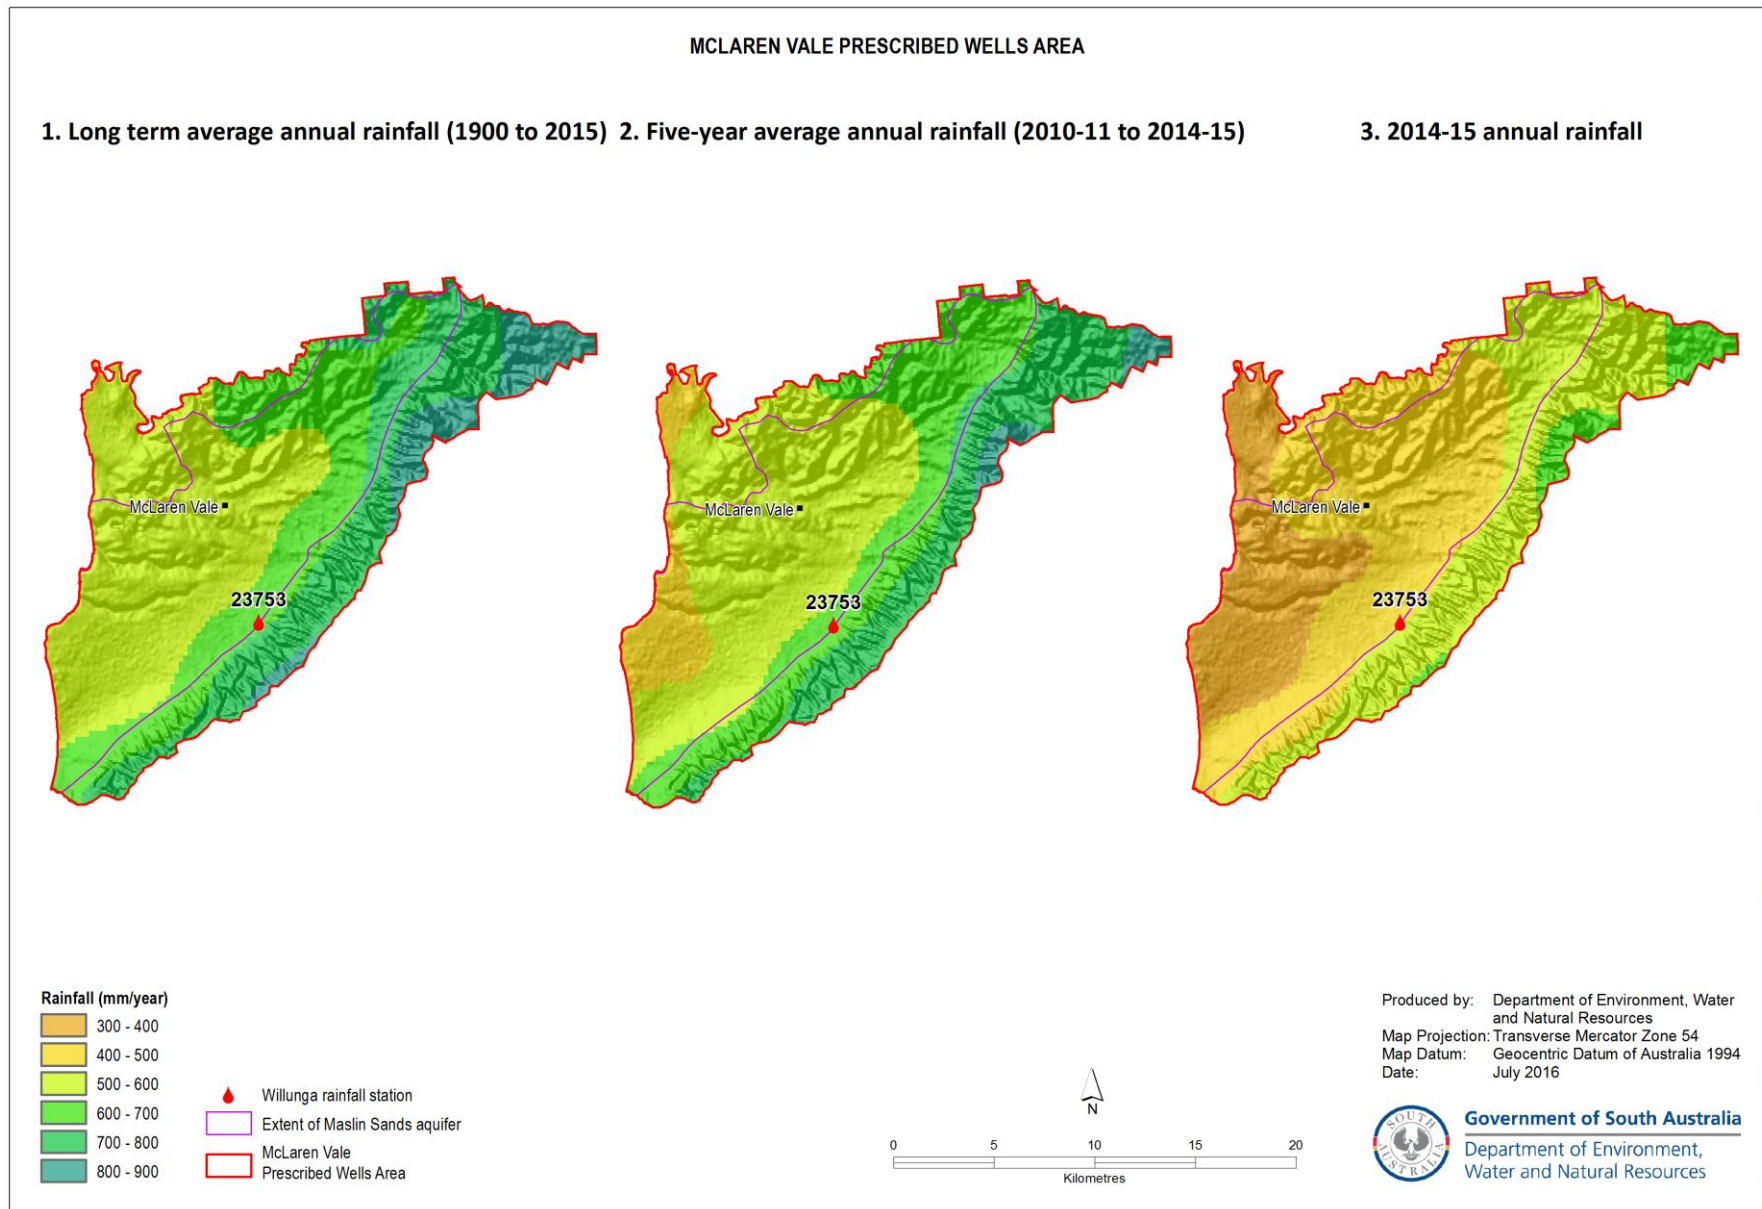 MCLAREN VALE PRESCRIBED WELLS AREA
1. Long term average annual rainfall (1900 to 2015)
2. Five-year average annual rainfall (2010-11 to 2014-15)
3. 2014-15 annual rainfall
McLaren Vale
23753
McLaren Vale
23753
McLaren Vale
23753
Rainfall (mm/year)
300 - 400
400 - 500
500 - 600
600 - 700
700 - 800
800 - 900
Willunga rainfall station
Extent of Maslin Sands aquifer
McLaren Vale
Prescribed Wells Area
N
0 5 10 15 20
Kilometres
Produced by: Department of Environment, Water
and Natural Resources
Map Projection: Transverse Mercator Zone 54
Map Datum: Geocentric Datum of Australia 1994
Date: July 2016
SOUTH
AUSTRALIA
Government of South Australia
Department of Environment,
Water and Natural Resources